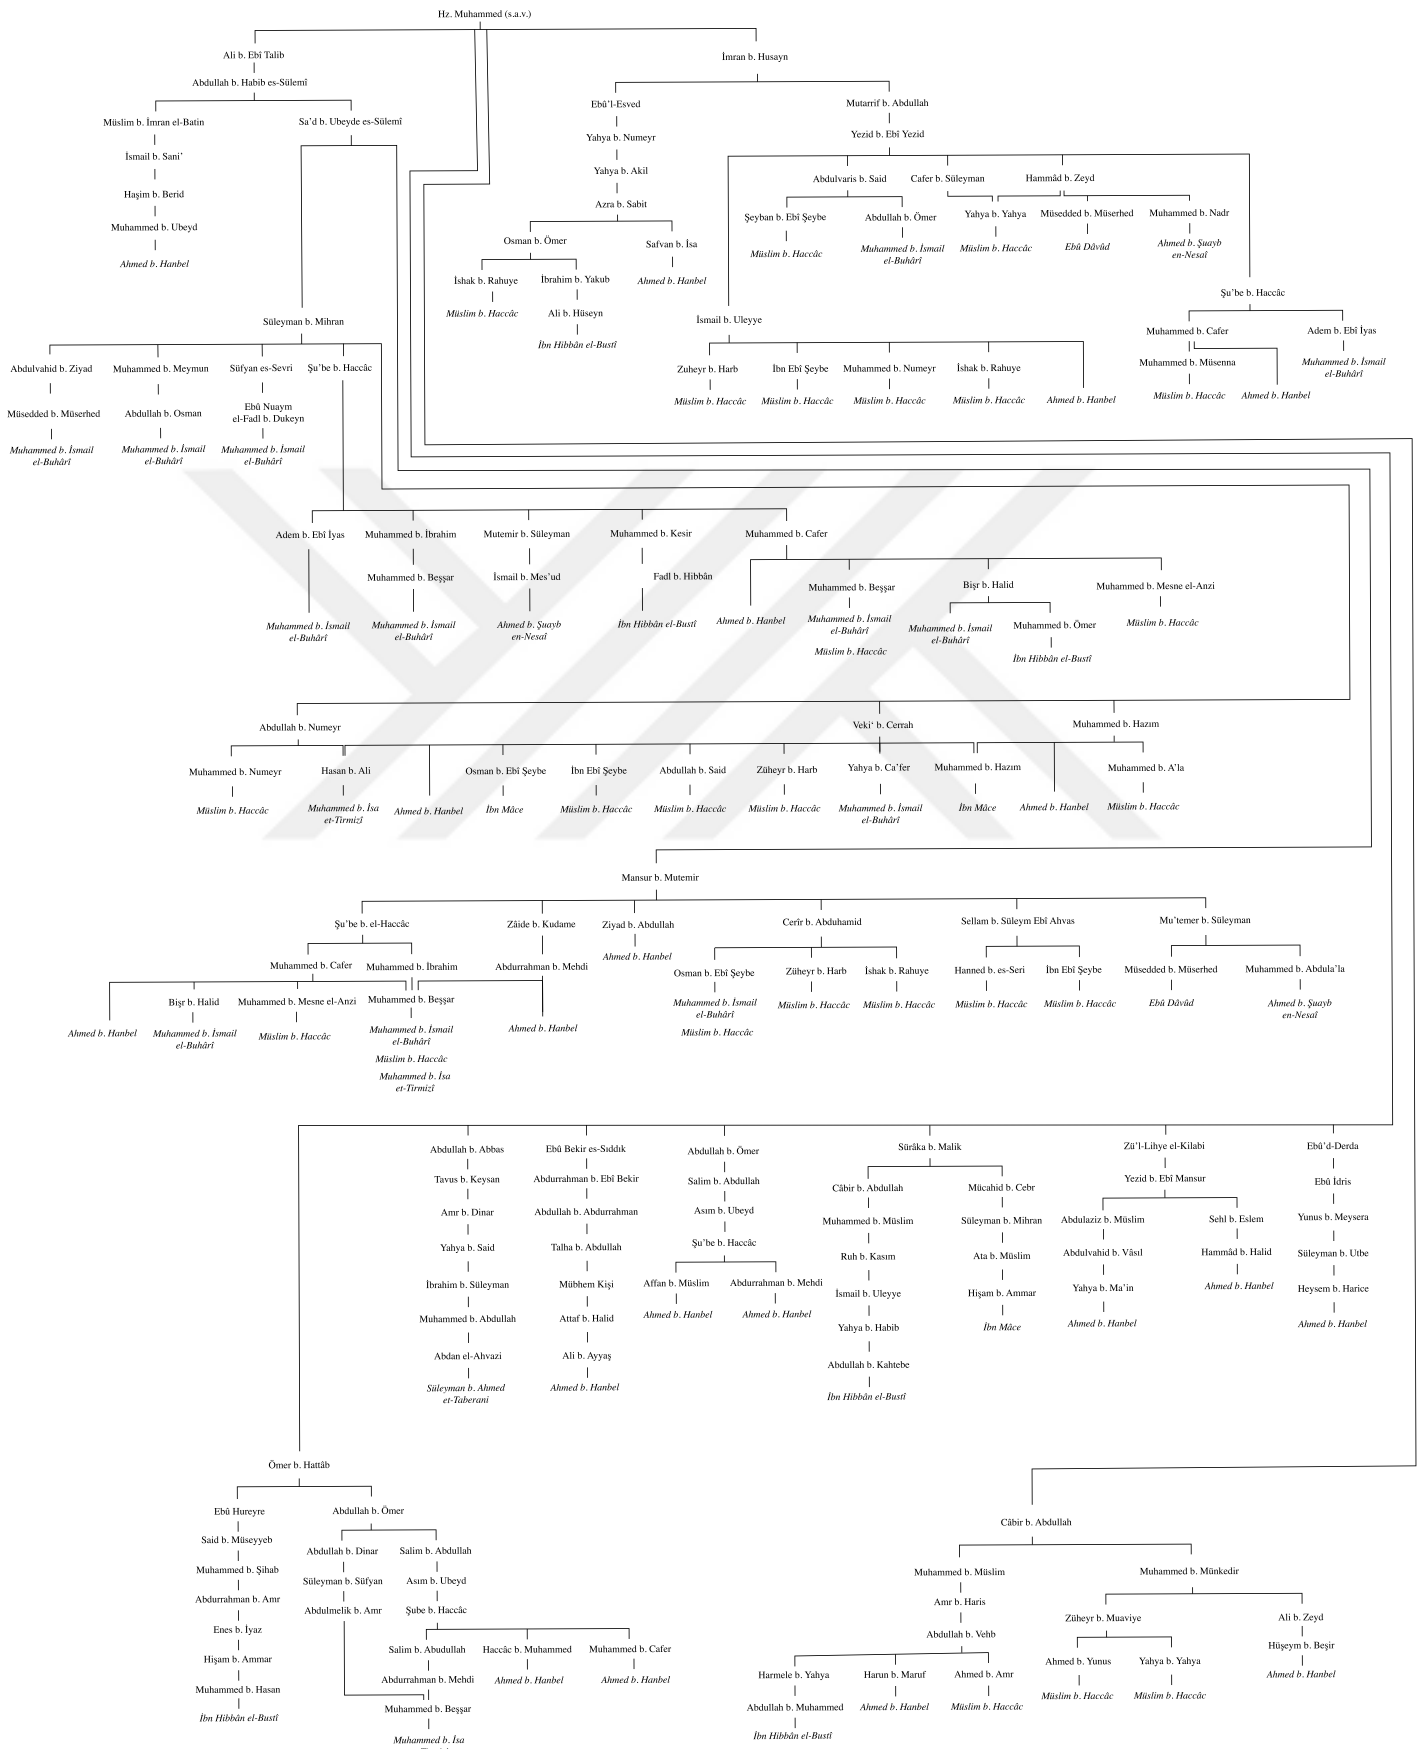 Hz. Muhammed (s.a.v.)
Ali b. Ebî Talib
İmran b. Husayn
Abdullah b. Habib es-Sülemî
Müslim b. İmran el-Batin
Sa'd b. Ubeyde es-Sülemî
İsmail b. Sani'
Haşim b. Berid
Muhammed b. Ubeyd
Ahmed b. Hanbel
Ebû'l-Esved
Yahya b. Numeyr
Yahya b. Akil
Azra b. Sabit
Osman b. Ömer
Safvan b. İsa
İshak b. Rahuye
İbrahim b. Yakub
Ahmed b. Hanbel
Müslim b. Haccâc
Ali b. Hüseyn
İbn Hibbân el-Bustî
Mutarrif b. Abdullah
Yezid b. Ebî Yezid
Abdulvaris b. Said
Cafer b. Süleyman
Hammâd b. Zeyd
Şeyban b. Ebî Şeybe
Abdullah b. Ömer
Yahya b. Yahya
Müsedded b. Müserhed
Muhammed b. Nadr
Müslim b. Haccâc
Muhammed b. İsmail
el-Buhârî
Müslim b. Haccâc
Ebû Dâvûd
Ahmed b. Şuayb
en-Nesaî
İsmail b. Uleyye
Zuheyr b. Harb
İbn Ebî Şeybe
Muhammed b. Numeyr
İshak b. Rahuye
Müslim b. Haccâc
Müslim b. Haccâc
Müslim b. Haccâc
Müslim b. Haccâc
Ahmed b. Hanbel
Şu'be b. Haccâc
Muhammed b. Cafer
Adem b. Ebî İyas
Muhammed b. Müsenna
Muhammed b. İsmail
el-Buhârî
Müslim b. Haccâc
Ahmed b. Hanbel
Süleyman b. Mihran
Abdulvahid b. Ziyad
Muhammed b. Meymun
Süfyan es-Sevri
Şu'be b. Haccâc
Müsedded b. Müserhed
Abdullah b. Osman
Ebû Nuaym
el-Fadl b. Dukeyn
Muhammed b. İsmail
el-Buhârî
Muhammed b. İsmail
el-Buhârî
Muhammed b. İsmail
el-Buhârî
Adem b. Ebî İyas
Muhammed b. İbrahim
Mutemir b. Süleyman
Muhammed b. Kesir
Muhammed b. Cafer
Muhammed b. Beşşar
İsmail b. Mes'ud
Fadl b. Hibbân
Muhammed b. Beşşar
Bişr b. Halid
Muhammed b. Mesne el-Anzi
Muhammed b. İsmail
el-Buhârî
Muhammed b. İsmail
el-Buhârî
Ahmed b. Şuayb
en-Nesaî
İbn Hibbân el-Bustî
Ahmed b. Hanbel
Muhammed b. İsmail
el-Buhârî
Müslim b. Haccâc
Muhammed b. İsmail
el-Buhârî
Muhammed b. Ömer
İbn Hibbân el-Bustî
Müslim b. Haccâc
Abdullah b. Numeyr
Veki' b. Cerrah
Muhammed b. Hazım
Muhammed b. Numeyr
Hasan b. Ali
Osman b. Ebî Şeybe
İbn Ebî Şeybe
Abdullah b. Said
Züheyr b. Harb
Yahya b. Ca'fer
Muhammed b. Hazım
Muhammed b. A'la
Müslim b. Haccâc
Muhammed b. İsa
et-Tirmizî
Ahmed b. Hanbel
İbn Mâce
Müslim b. Haccâc
Müslim b. Haccâc
Müslim b. Haccâc
Muhammed b. İsmail
el-Buhârî
İbn Mâce
Ahmed b. Hanbel
Müslim b. Haccâc
Mansur b. Mutemir
Şu'be b. el-Haccâc
Zâide b. Kudame
Ziyad b. Abdullah
Cerîr b. Abduhamid
Sellam b. Süleym Ebî Ahvas
Mu'temer b. Süleyman
Muhammed b. Cafer
Muhammed b. İbrahim
Abdurrahman b. Mehdi
Ahmed b. Hanbel
Osman b. Ebî Şeybe
Züheyr b. Harb
İshak b. Rahuye
Hanned b. es-Seri
İbn Ebî Şeybe
Müsedded b. Müserhed
Muhammed b. Abdula'la
Bişr b. Halid
Muhammed b. Mesne el-Anzi
Muhammed b. Beşşar
Muhammed b. İsmail
el-Buhârî
Müslim b. Haccâc
Müslim b. Haccâc
Müslim b. Haccâc
Müslim b. Haccâc
Müslim b. Haccâc
Ebû Dâvûd
Ahmed b. Şuayb
en-Nesaî
Ahmed b. Hanbel
Muhammed b. İsmail
el-Buhârî
Müslim b. Haccâc
Muhammed b. İsmail
el-Buhârî
Müslim b. Haccâc
Muhammed b. İsa
et-Tirmizî
Ahmed b. Hanbel
Abdullah b. Abbas
Tavus b. Keysan
Amr b. Dinar
Yahya b. Said
İbrahim b. Süleyman
Muhammed b. Abdullah
Abdan el-Ahvazi
Süleyman b. Ahmed
et-Taberani
Ebû Bekir es-Sıddık
Abdurrahman b. Ebî Bekir
Abdullah b. Abdurrahman
Talha b. Abdullah
Mübhem Kişi
Attaf b. Halid
Ali b. Ayyaş
Ahmed b. Hanbel
Abdullah b. Ömer
Salim b. Abdullah
Asım b. Ubeyd
Şu'be b. Haccâc
Affan b. Müslim
Abdurrahman b. Mehdi
Ahmed b. Hanbel
Ahmed b. Hanbel
Sürâka b. Malik
Câbir b. Abdullah
Mücahid b. Cebr
Muhammed b. Müslim
Süleyman b. Mihran
Ruh b. Kasım
Ata b. Müslim
İsmail b. Uleyye
Hişam b. Ammar
Yahya b. Habib
İbn Mâce
Abdullah b. Kahtebe
İbn Hibbân el-Bustî
Zü'l-Lihye el-Kilabi
Yezid b. Ebî Mansur
Abdulaziz b. Müslim
Sehl b. Eslem
Abdulvahid b. Vâsıl
Hammâd b. Halid
Yahya b. Ma'in
Ahmed b. Hanbel
Ahmed b. Hanbel
Ebû'd-Derda
Ebû İdris
Yunus b. Meysera
Süleyman b. Utbe
Heysem b. Harice
Ahmed b. Hanbel
Ömer b. Hattâb
Ebû Hureyre
Abdullah b. Ömer
Said b. Müseyyeb
Muhammed b. Şihab
Abdurrahman b. Amr
Enes b. İyaz
Hişam b. Ammar
Muhammed b. Hasan
İbn Hibbân el-Bustî
Abdullah b. Dinar
Salim b. Abdullah
Süleyman b. Süfyan
Asım b. Ubeyd
Abdulmelik b. Amr
Şube b. Haccâc
Salim b. Abudullah
Haccâc b. Muhammed
Muhammed b. Cafer
Abdurrahman b. Mehdi
Ahmed b. Hanbel
Ahmed b. Hanbel
Muhammed b. Beşşar
Muhammed b. İsa
Câbir b. Abdullah
Muhammed b. Müslim
Muhammed b. Münkedir
Amr b. Haris
Abdullah b. Vehb
Harmele b. Yahya
Harun b. Maruf
Ahmed b. Amr
Abdullah b. Muhammed
Ahmed b. Hanbel
Müslim b. Haccâc
İbn Hibbân el-Bustî
Züheyr b. Muaviye
Ali b. Zeyd
Ahmed b. Yunus
Yahya b. Yahya
Hüşeym b. Beşir
Müslim b. Haccâc
Müslim b. Haccâc
Ahmed b. Hanbel